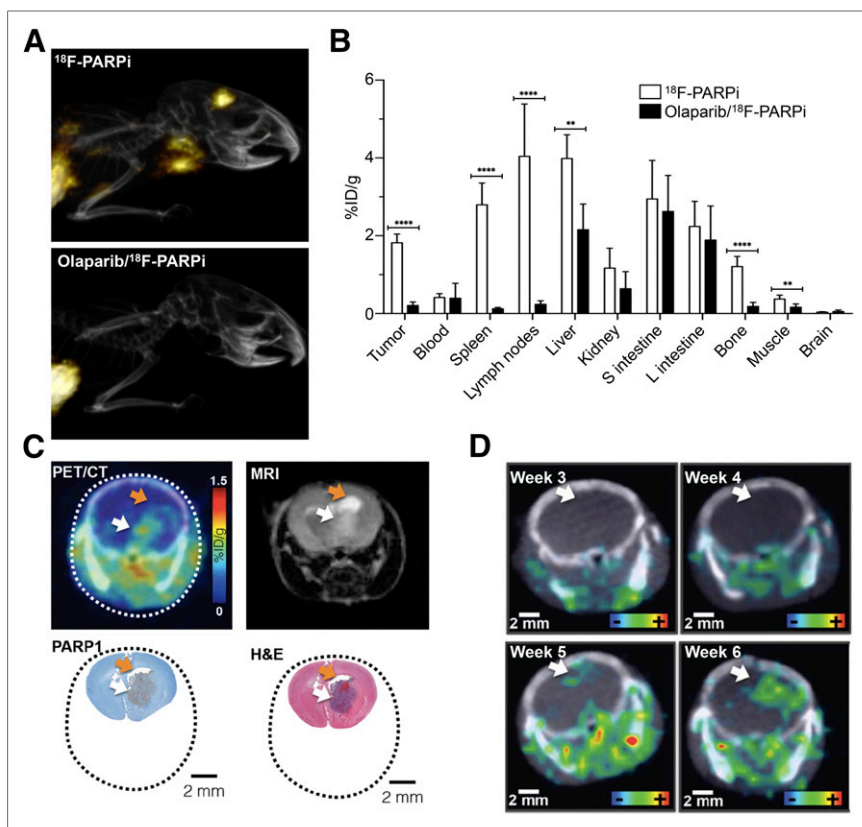 A
¹⁸F-PARPi
Olaparib/¹⁸F-PARPi
B
6
4
2
0
%ID/g
****
**
****
****
**
****
**
¹⁸F-PARPi
Olaparib/¹⁸F-PARPi
Tumor
Blood
Spleen
Lymph nodes
Liver
Kidney
S intestine
L intestine
Bone
Muscle
Brain
C
PET/CT
1.5
%ID/g
0
MRI
PARP1
2 mm
H&E
2 mm
D
Week 3
2 mm
- +
Week 4
2 mm
- +
Week 5
2 mm
- +
Week 6
2 mm
- +